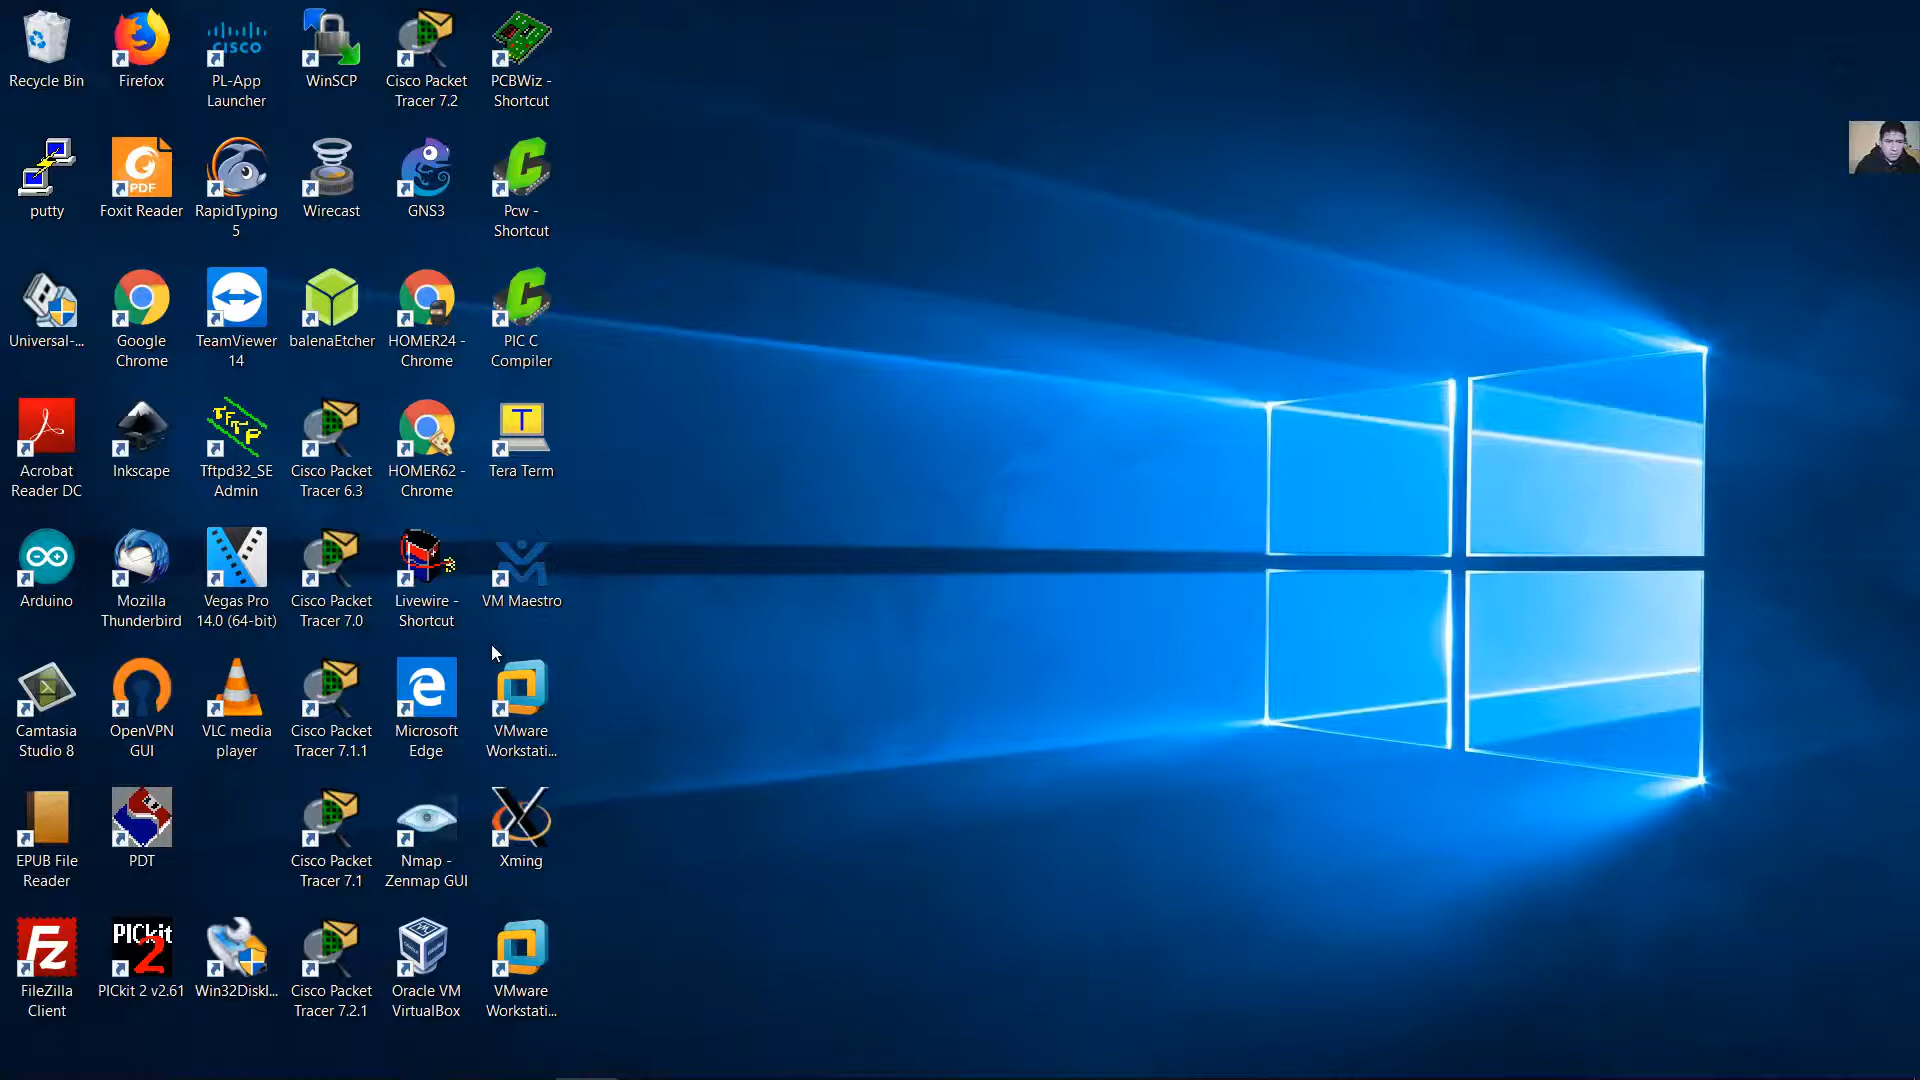 Recycle Bin
Firefox
CISCO
PL-App
Launcher
WinSCP
Cisco Packet
Tracer 7.2
PCBWiz -
Shortcut
putty
PDF
Foxit Reader
RapidTyping
5
Wirecast
GNS3
C
Pcw -
Shortcut
Universal-...
Google
Chrome
TeamViewer
14
balenaEtcher
HOMER24 -
Chrome
C
PIC C
Compiler
Acrobat
Reader DC
Inkscape
TFTP
Tftpd32_SE
Admin
Cisco Packet
Tracer 6.3
HOMER62 -
Chrome
T
Tera Term
Arduino
Mozilla
Thunderbird
Vegas Pro
14.0 (64-bit)
Cisco Packet
Tracer 7.0
Livewire -
Shortcut
VM Maestro
Camtasia
Studio 8
OpenVPN
GUI
VLC media
player
Cisco Packet
Tracer 7.1.1
Microsoft
Edge
VMware
Workstati...
EPUB File
Reader
PDT
Cisco Packet
Tracer 7.1
Nmap -
Zenmap GUI
Xming
FZ
FileZilla
Client
PICkit
2
PICkit 2 v2.61
Win32DiskI...
Cisco Packet
Tracer 7.2.1
Oracle VM
VirtualBox
VMware
Workstati...